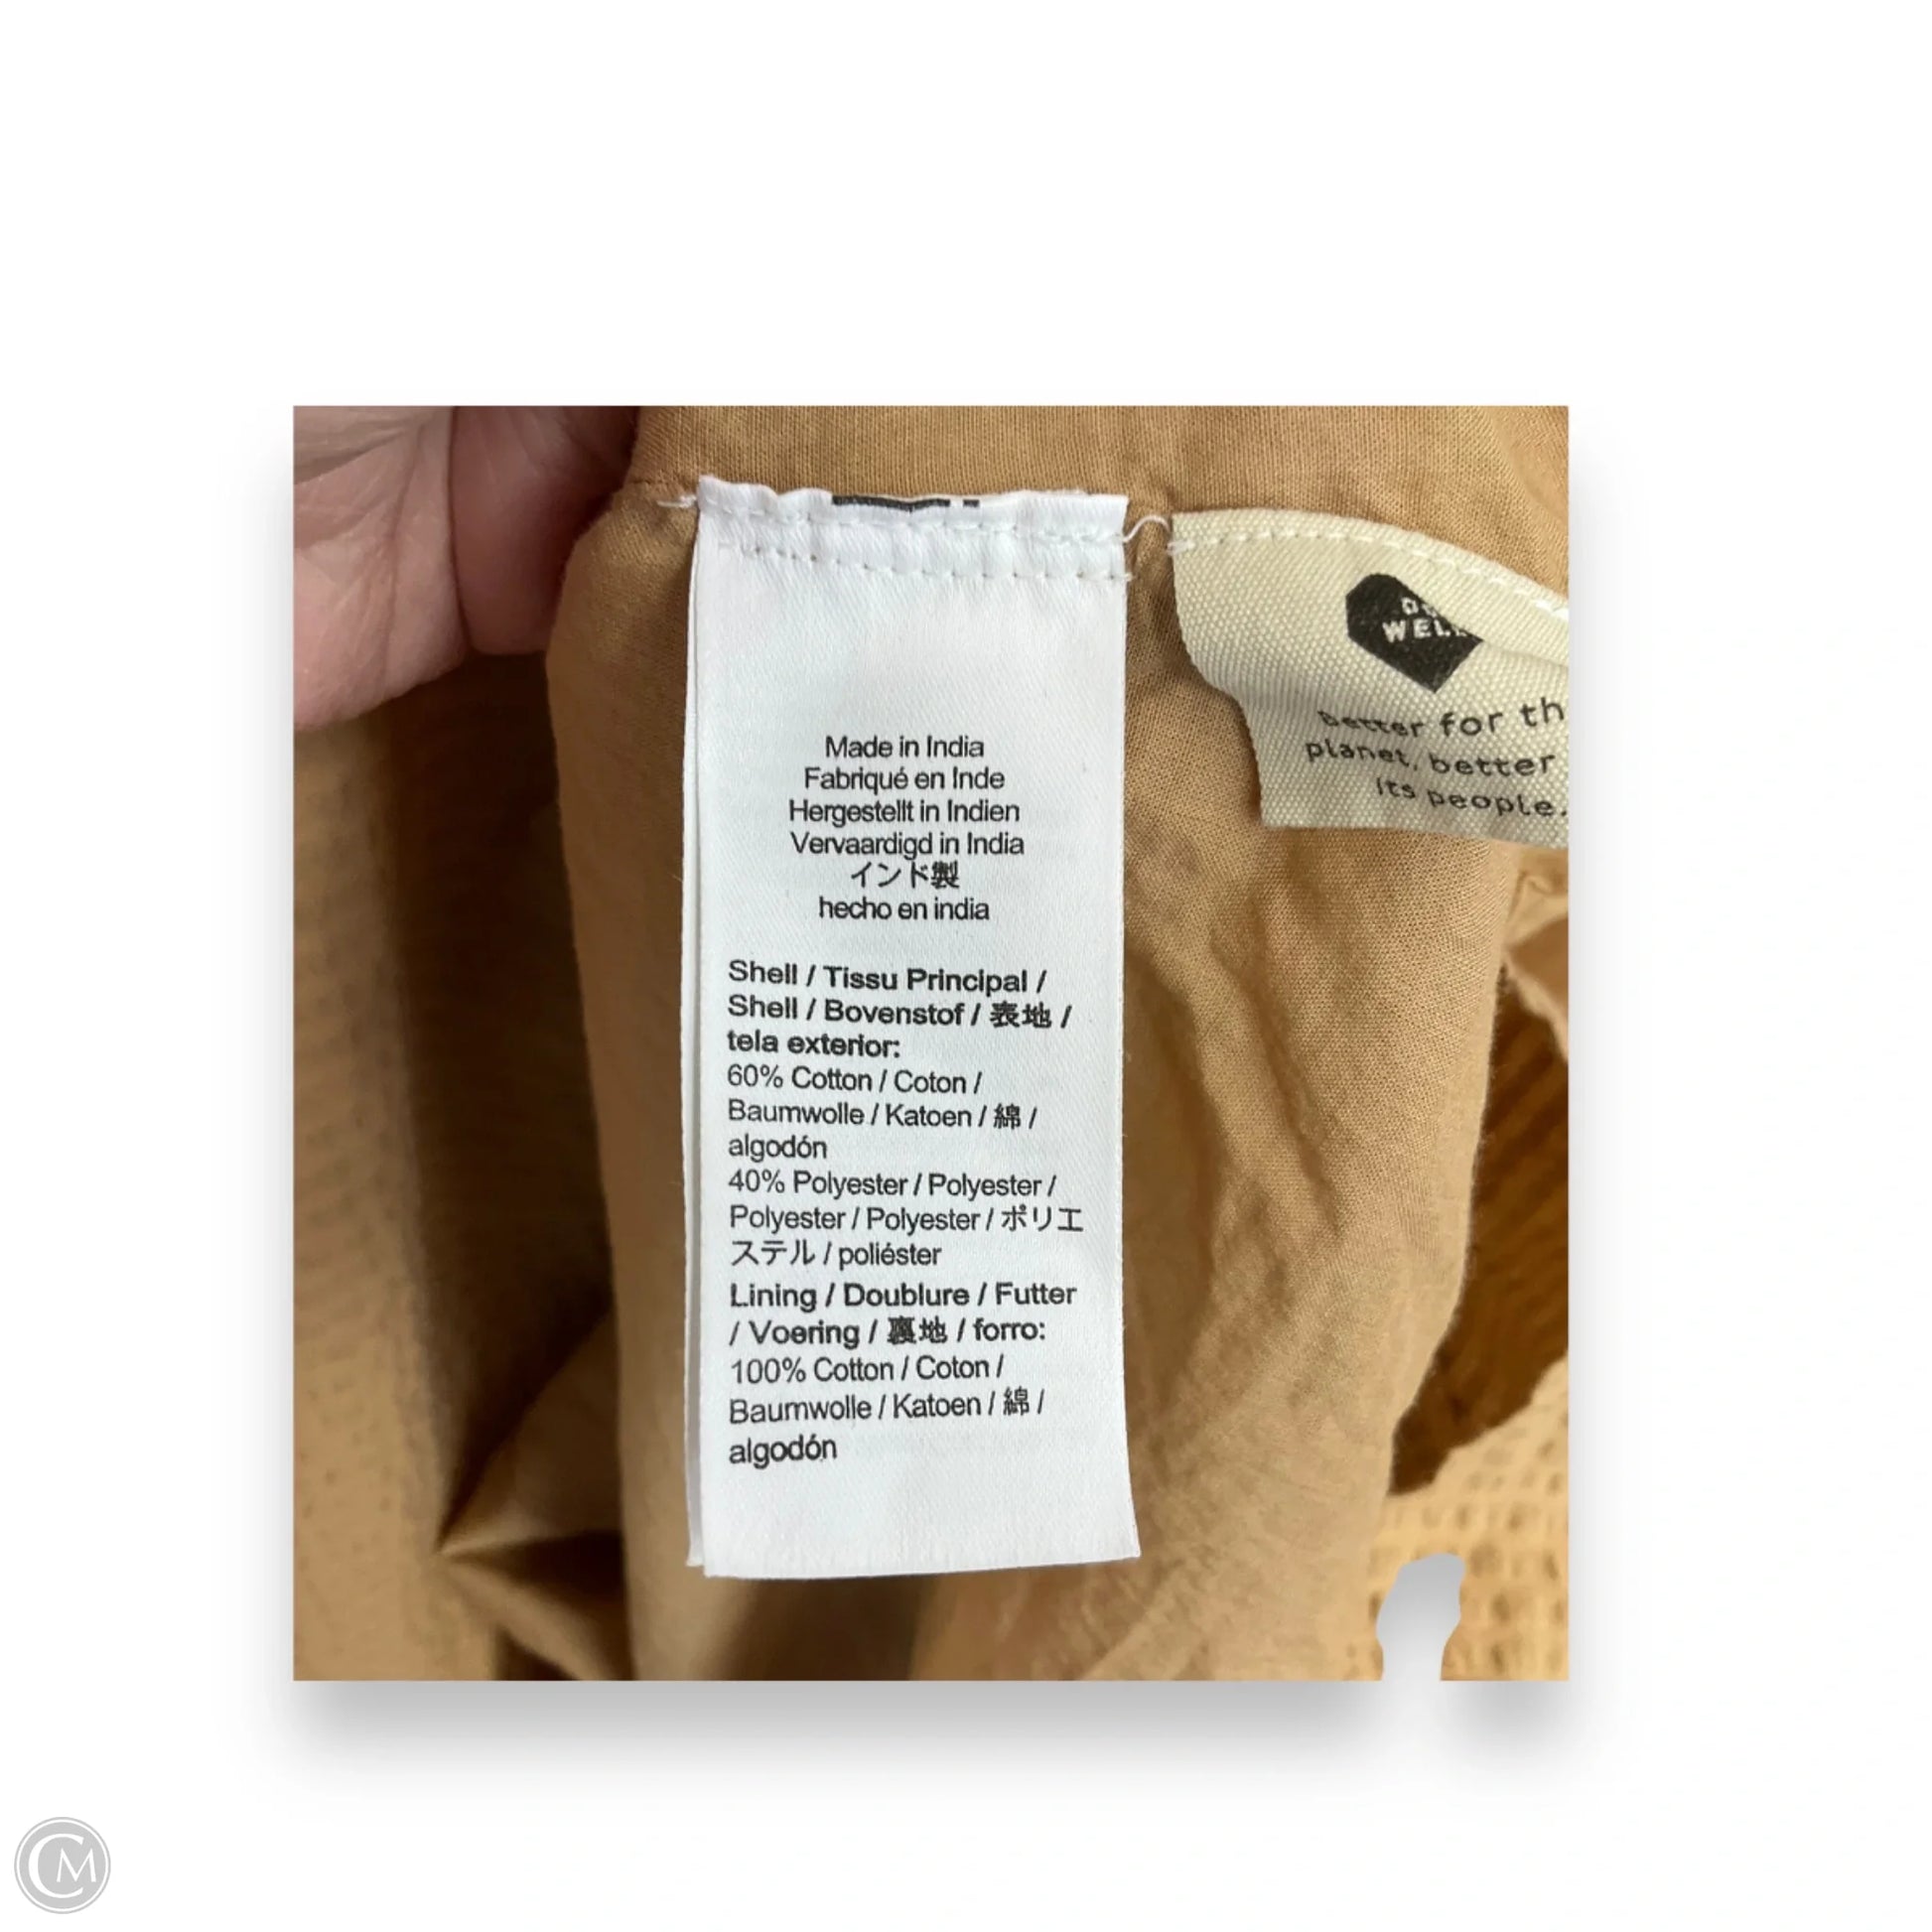 Made in India
Fabriqué en Inde
Hergestellt in Indien
Vervaardigd in India
インド製
hecho en india
Shell / Tissu Principal /
Shell / Bovenstof / 表地 /
tela exterior:
60% Cotton / Coton /
Baumwolle / Katoen / 綿 /
algodón
40% Polyester / Polyester /
Polyester / Polyester / ポリエ
ステル / poliéster
Lining / Doublure / Futter
/ Voering / 裏地 / forro:
100% Cotton / Coton /
Baumwolle / Katoen / 綿 /
algodón
WELL
Better for th
planet, better
its people.
CM